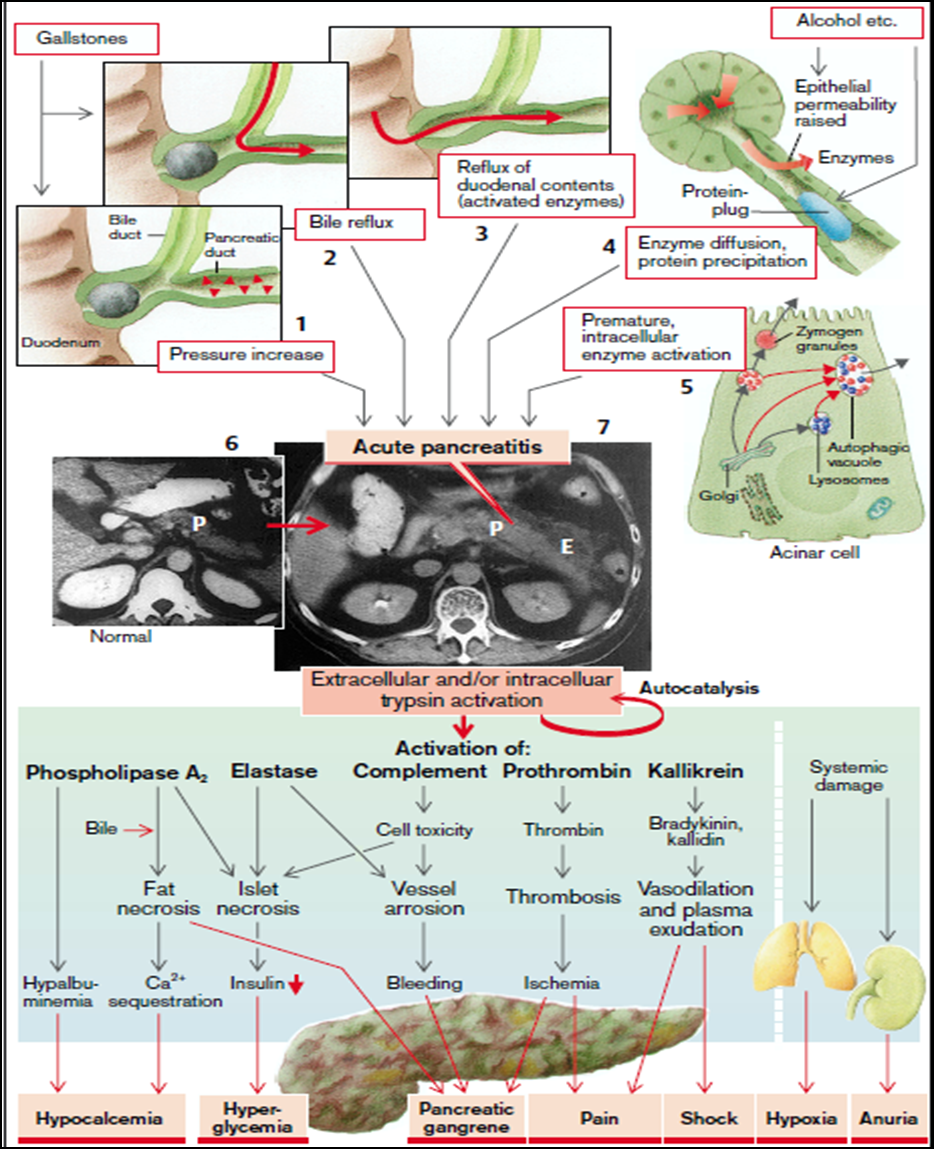 Gallstones
Alcohol etc.
Epithelial
permeability
raised
Enzymes
Protein-
plug
Reflux of
duodenal contents
(activated enzymes)
3
Bile reflux
2
4
Enzyme diffusion,
protein precipitation
Bile
duct
Pancreatic
duct
Duodenum
1
Pressure increase
Premature,
intracellular
enzyme activation
5
Zymogen
granules
Autophagic
vacuole
Lysosomes
Golgi
Acinar cell
Acute pancreatitis
6
7
P
P
E
Normal
Extracellular and/or intracelluar
trypsin activation
Autocatalysis
Activation of:
Phospholipase A2
Elastase
Complement
Prothrombin
Kallikrein
Systemic
damage
Bile
Cell toxicity
Thrombin
Bradykinin,
kallidin
Fat
necrosis
Islet
necrosis
Vessel
arrosion
Thrombosis
Vasodilation
and plasma
exudation
Hypalbu-
minemia
Ca2+
sequestration
Insulin
Bleeding
Ischemia
Hypocalcemia
Hyper-
glycemia
Pancreatic
gangrene
Pain
Shock
Hypoxia
Anuria